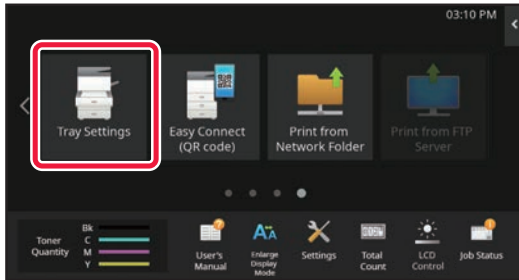 03:10 PM
Tray Settings
Easy Connect
(QR code)
Print from
Network Folder
Print from FTP
Server
Toner
Quantity
Bk
C
M
Y
User's
Manual
Enlarge
Display
Mode
Settings
Total
Count
LCD
Control
Job Status